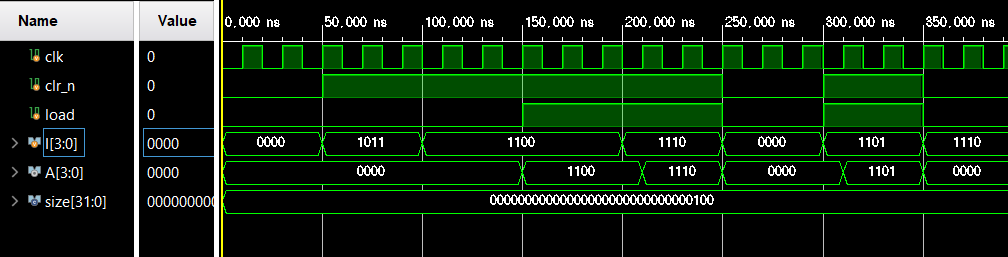 Name Value 0.000 ns 50.000 ns 100.000 ns 150.000 ns 200.000 ns 250.000 ns 300.000 ns 350.000 ns
clk 0
clr_n 0
load 0
I[3:0] 0000 0000 1011 1100 1110 0000 1101 1110
A[3:0] 0000 0000 1100 1110 0000 1101 0000
size[31:0] 000000000 00000000000000000000000000000100